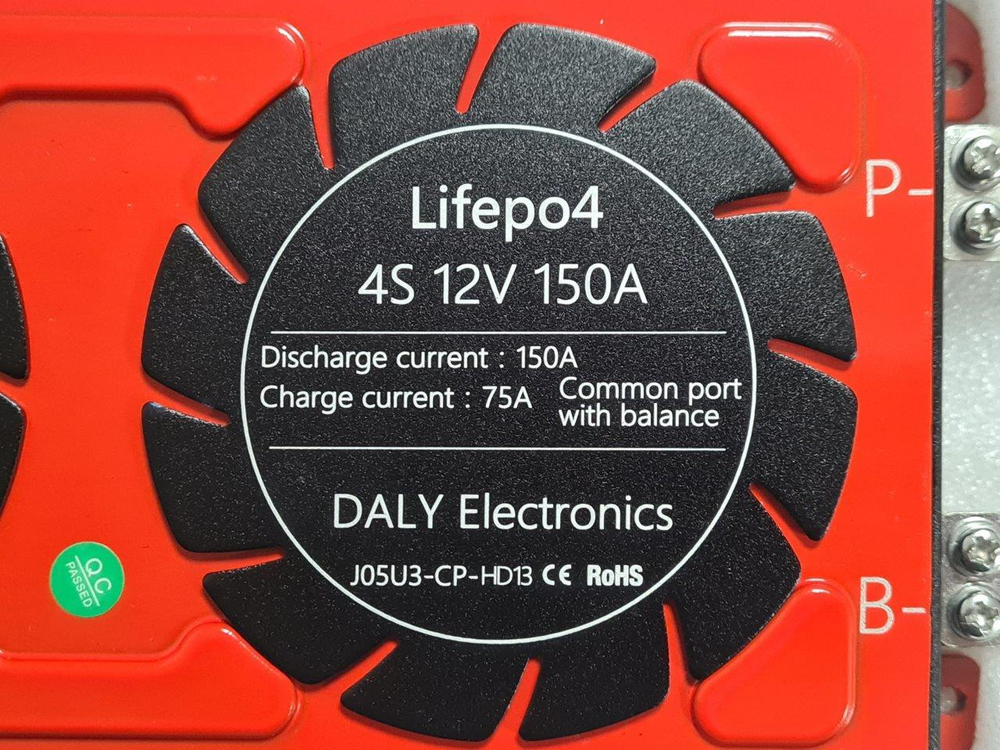 Lifepo4
4S 12V 150A
Discharge current : 150A
Charge current : 75A
Common port
with balance
DALY Electronics
J05U3-CP-HD13 CE RoHS
P-
B-
QC
PASSED